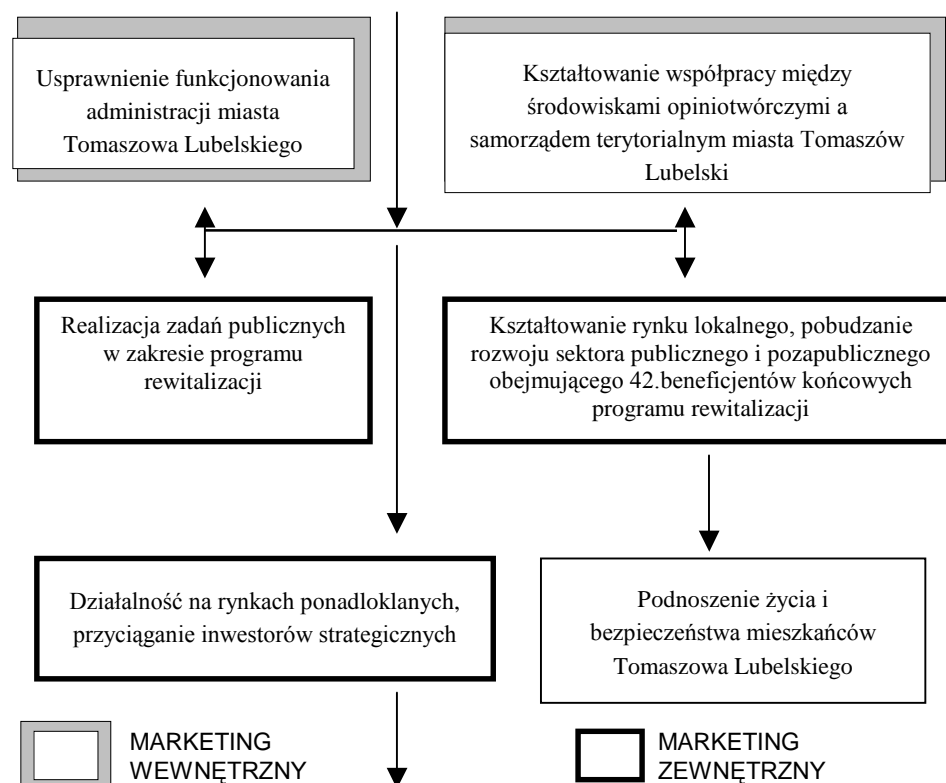 Usprawnienie funkcjonowania
administracji miasta
Tomaszowa Lubelskiego
Kształtowanie współpracy między
środowiskami opiniotwórczymi a
samorządem terytorialnym miasta Tomaszów
Lubelski
Realizacja zadań publicznych
w zakresie programu
rewitalizacji
Kształtowanie rynku lokalnego, pobudzanie
rozwoju sektora publicznego i pozapublicznego
obejmującego 42.beneficjentów końcowych
programu rewitalizacji
Działalność na rynkach ponadloklanych,
przyciąganie inwestorów strategicznych
Podnoszenie życia i
bezpieczeństwa mieszkańców
Tomaszowa Lubelskiego
MARKETING
WEWNĘTRZNY
MARKETING
ZEWNĘTRZNY